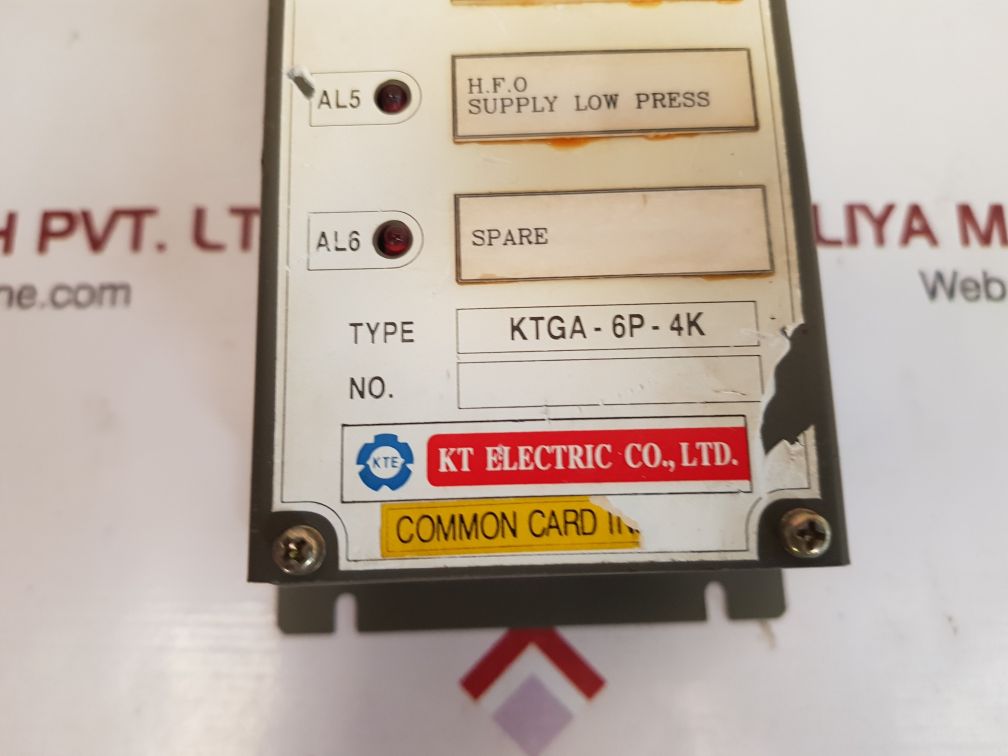 AL5
H.F.O
SUPPLY LOW PRESS
AL6
SPARE
H PVT. LT
LIYA M
ne.com
Web
TYPE
KTGA - 6P - 4K
NO.
KTE
KT ELECTRIC CO., LTD.
COMMON CARD